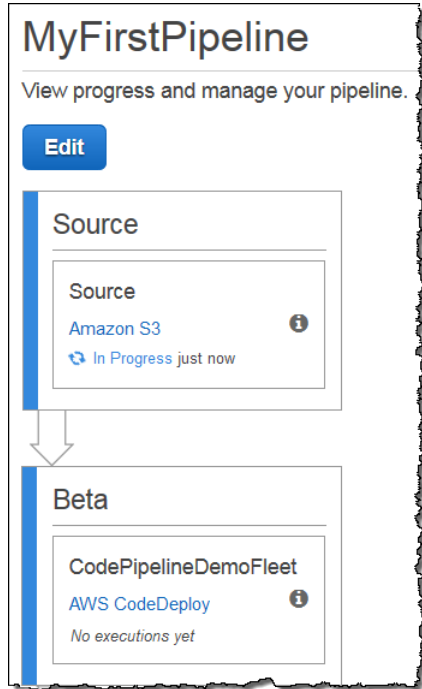 MyFirstPipeline
View progress and manage your pipeline.
Edit
Source
Source
Amazon S3
In Progress just now
Beta
CodePipelineDemoFleet
AWS CodeDeploy
No executions yet